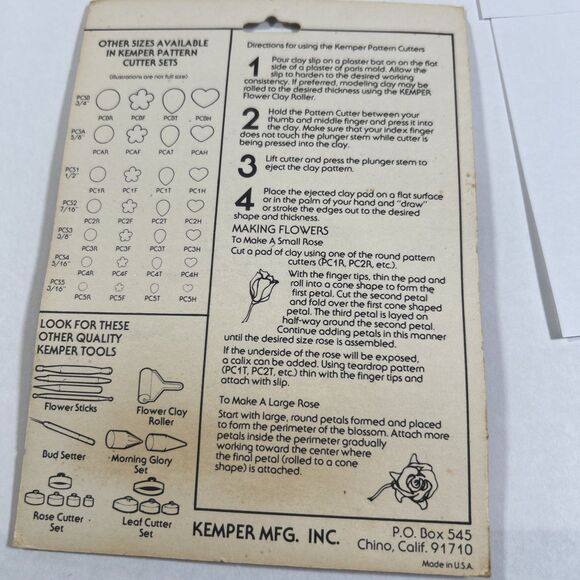 OTHER SIZES AVAILABLE
IN KEMPER PATTERN
CUTTER SETS
(illustrations are not full size)
PCSB
3/4"
PCBR PCBF PCBT PCBH
PCSA
5/8"
PCAR PCAF PCAT PCAH
PCS1
1/2"
PC1R PC1F PC1T PC1H
PCS2
7/16"
PC2R PC2F PC2T PC2H
PCS3
3/8"
PC3R PC3F PC3T PC3H
PCS4
5/16"
PC4R PC4F PC4T PC4H
PCS5
3/16"
PC5R PC5F PC5T PC5H
LOOK FOR THESE
OTHER QUALITY
KEMPER TOOLS
Flower Sticks
Flower Clay
Roller
Bud Setter
Morning Glory
Set
Rose Cutter
Set
Leaf Cutter
Set
Directions for using the Kemper Pattern Cutters
1 Pour clay slip on a plaster bat on on the flat
side of a plaster of paris mold. Allow the
slip to harden to the desired working
consistency. If preferred, modeling clay may be
rolled to the desired thickness using the KEMPER
Flower Clay Roller.
2 Hold the Pattern Cutter between your
thumb and middle finger and press it into
the clay. Make sure that your index finger
does not touch the plunger stem while cutter is
being pressed into the clay.
3 Lift cutter and press the plunger stem to
eject the clay pattern.
4 Place the ejected clay pad on a flat surface
or in the palm of your hand and "draw"
or stroke the edges out to the desired
shape and thickness.
MAKING FLOWERS
To Make A Small Rose
Cut a pad of clay using one of the round pattern
cutters (PC1R, PC2R, etc.).
With the finger tips, thin the pad and
roll into a cone shape to form the
first petal. Cut the second petal
and fold over the first cone shaped
petal. The third petal is layed on
half-way around the second petal.
Continue adding petals in this manner
until the desired size rose is assembled.
If the underside of the rose will be exposed,
a calix can be added. Using teardrop pattern
(PC1T, PC2T, etc.) thin with the finger tips and
attach with slip.
To Make A Large Rose
Start with large, round petals formed and placed
to form the perimeter of the blossom. Attach more
petals inside the perimeter gradually
working toward the center where
the final petal (rolled to a cone
shape) is attached.
KEMPER MFG. INC.
P.O. Box 545
Chino, Calif. 91710
Made in U.S.A.